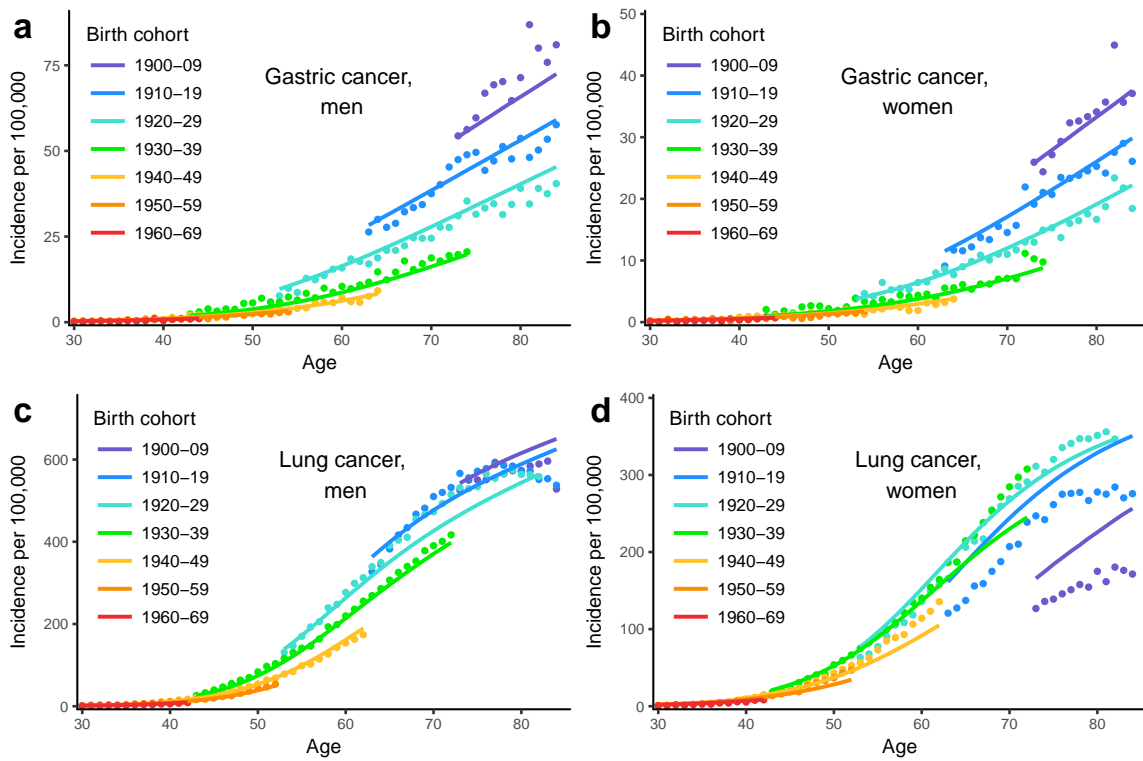 a
Birth cohort
1900–09
1910–19
1920–29
1930–39
1940–49
1950–59
1960–69
Gastric cancer,
men
Incidence per 100,000
75
50
25
0
30 40 50 60 70 80
Age
b
Birth cohort
1900–09
1910–19
1920–29
1930–39
1940–49
1950–59
1960–69
Gastric cancer,
women
Incidence per 100,000
50
40
30
20
10
0
30 40 50 60 70 80
Age
c
Birth cohort
1900–09
1910–19
1920–29
1930–39
1940–49
1950–59
1960–69
Lung cancer,
men
Incidence per 100,000
600
400
200
0
30 40 50 60 70 80
Age
d
Birth cohort
1900–09
1910–19
1920–29
1930–39
1940–49
1950–59
1960–69
Lung cancer,
women
Incidence per 100,000
400
300
200
100
0
30 40 50 60 70 80
Age